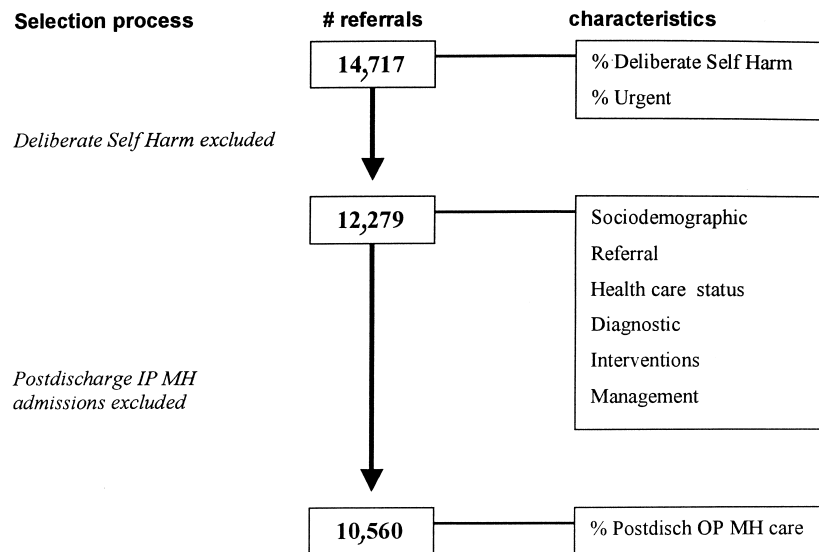 Selection process # referrals characteristics
14,717
% Deliberate Self Harm
% Urgent
Deliberate Self Harm excluded
12,279
Sociodemographic
Referral
Health care status
Diagnostic
Interventions
Management
Postdischarge IP MH
admissions excluded
10,560
% Postdisch OP MH care